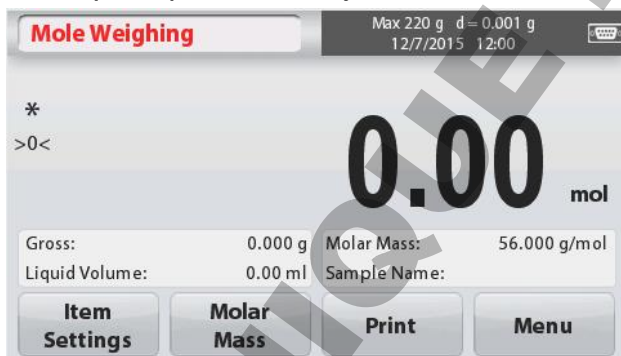 Mole Weighing
Max 220 g d=0.001 g
12/7/2015 12:00
*
>0<
0.00 mol
Gross: 0.000 g Molar Mass: 56.000 g/mol
Liquid Volume: 0.00 ml Sample Name:
Item Settings Molar Mass Print Menu